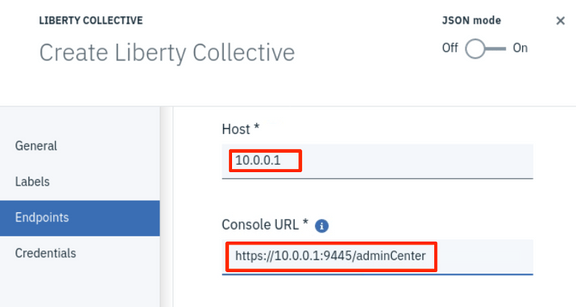 LIBERTY COLLECTIVE
JSON mode
Create Liberty Collective
Off On
General
Labels
Endpoints
Credentials
Host *
10.0.0.1
Console URL *
https://10.0.0.1:9445/adminCenter